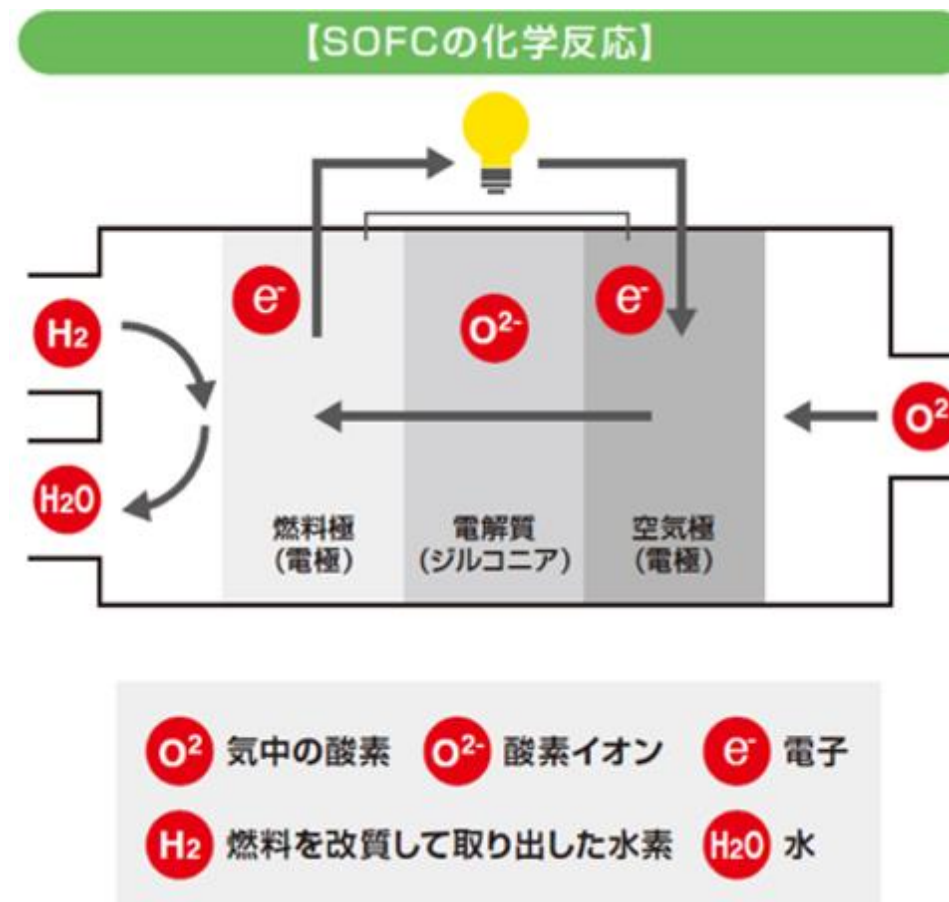 【SOFCの化学反応】
e⁻
e⁻
H₂
O²⁻
O²
H₂O
燃料極
(電極)
電解質
(ジルコニア)
空気極
(電極)
O² 気中の酸素 O²⁻ 酸素イオン e⁻ 電子
H₂ 燃料を改質して取り出した水素 H₂O 水